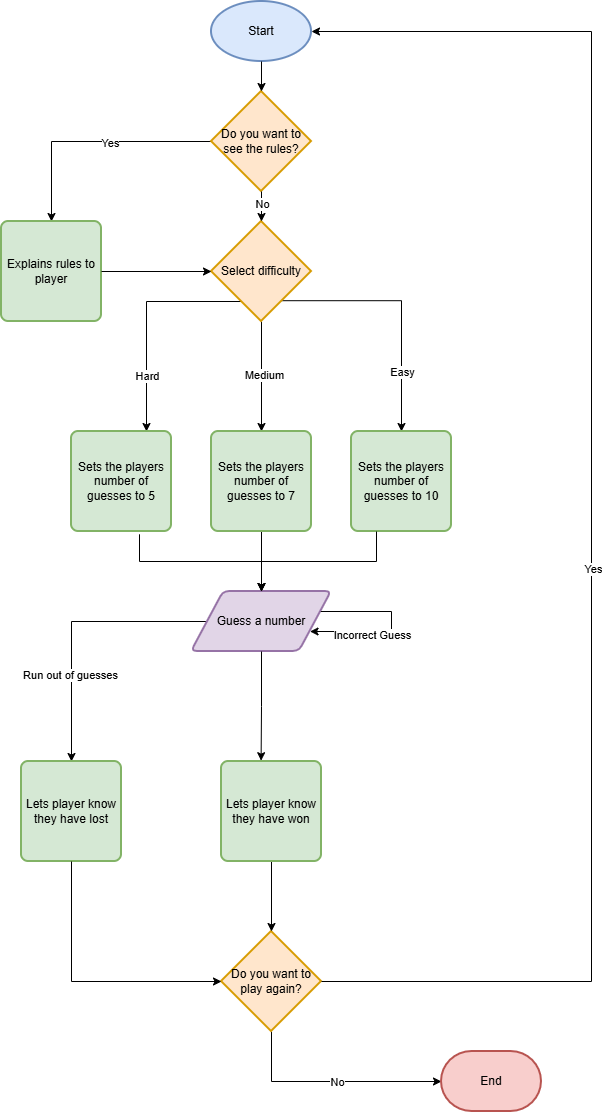 Start
Do you want to
see the rules?
Yes
No
Explains rules to
player
Select difficulty
Hard
Medium
Easy
Sets the players
number of
guesses to 5
Sets the players
number of
guesses to 7
Sets the players
number of
guesses to 10
Yes
Guess a number
Incorrect Guess
Run out of guesses
Lets player know
they have lost
Lets player know
they have won
Do you want to
play again?
No
End